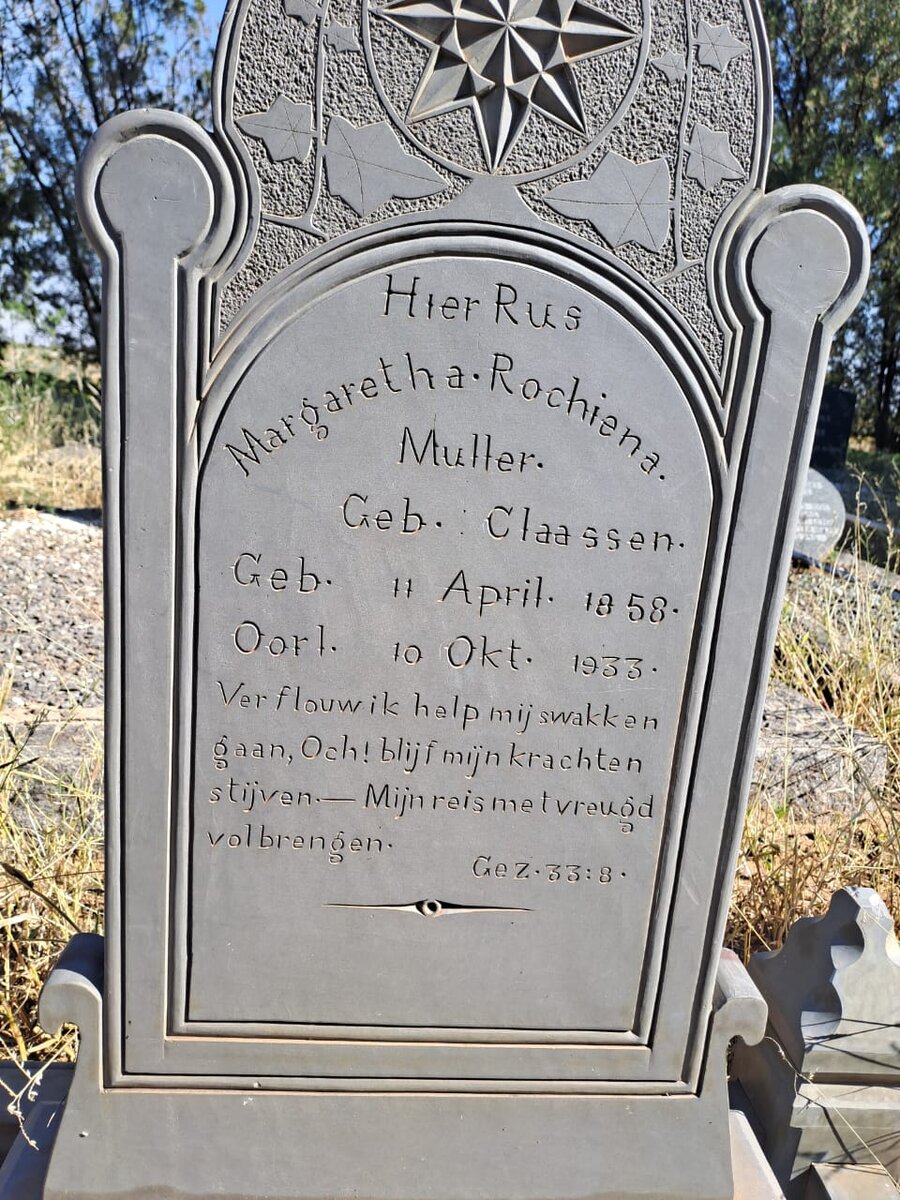 Hier Rus
Margaretha. Rochiena.
Muller.
Geb. Claassen.
Geb. 11 April. 1858.
Oorl. 10 Okt. 1933.
Verflouw ik help mij swakken
gaan, Och! blijf mijn krachten
stijven.— Mijn reis met vreugd
volbrengen.
Gez. 33:8.